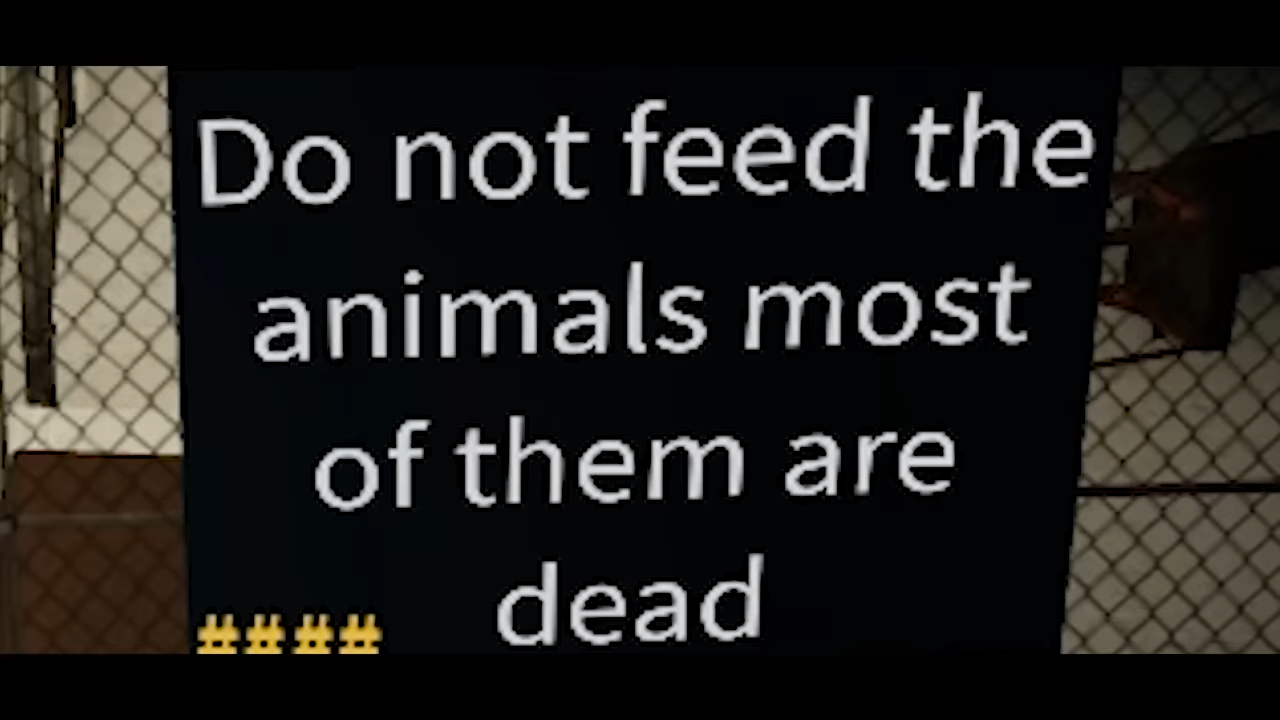 Do not feed the
animals most
of them are
dead
####